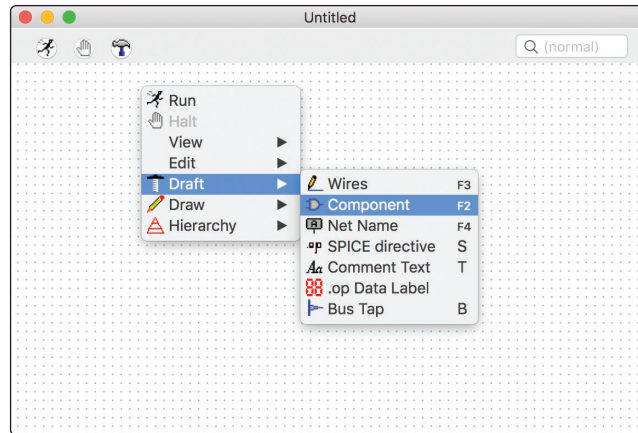 Untitled
(normal)
Run
Halt
View
Edit
Draft
Draw
Hierarchy
Wires F3
Component F2
Net Name F4
SPICE directive S
Comment Text T
.op Data Label
Bus Tap B